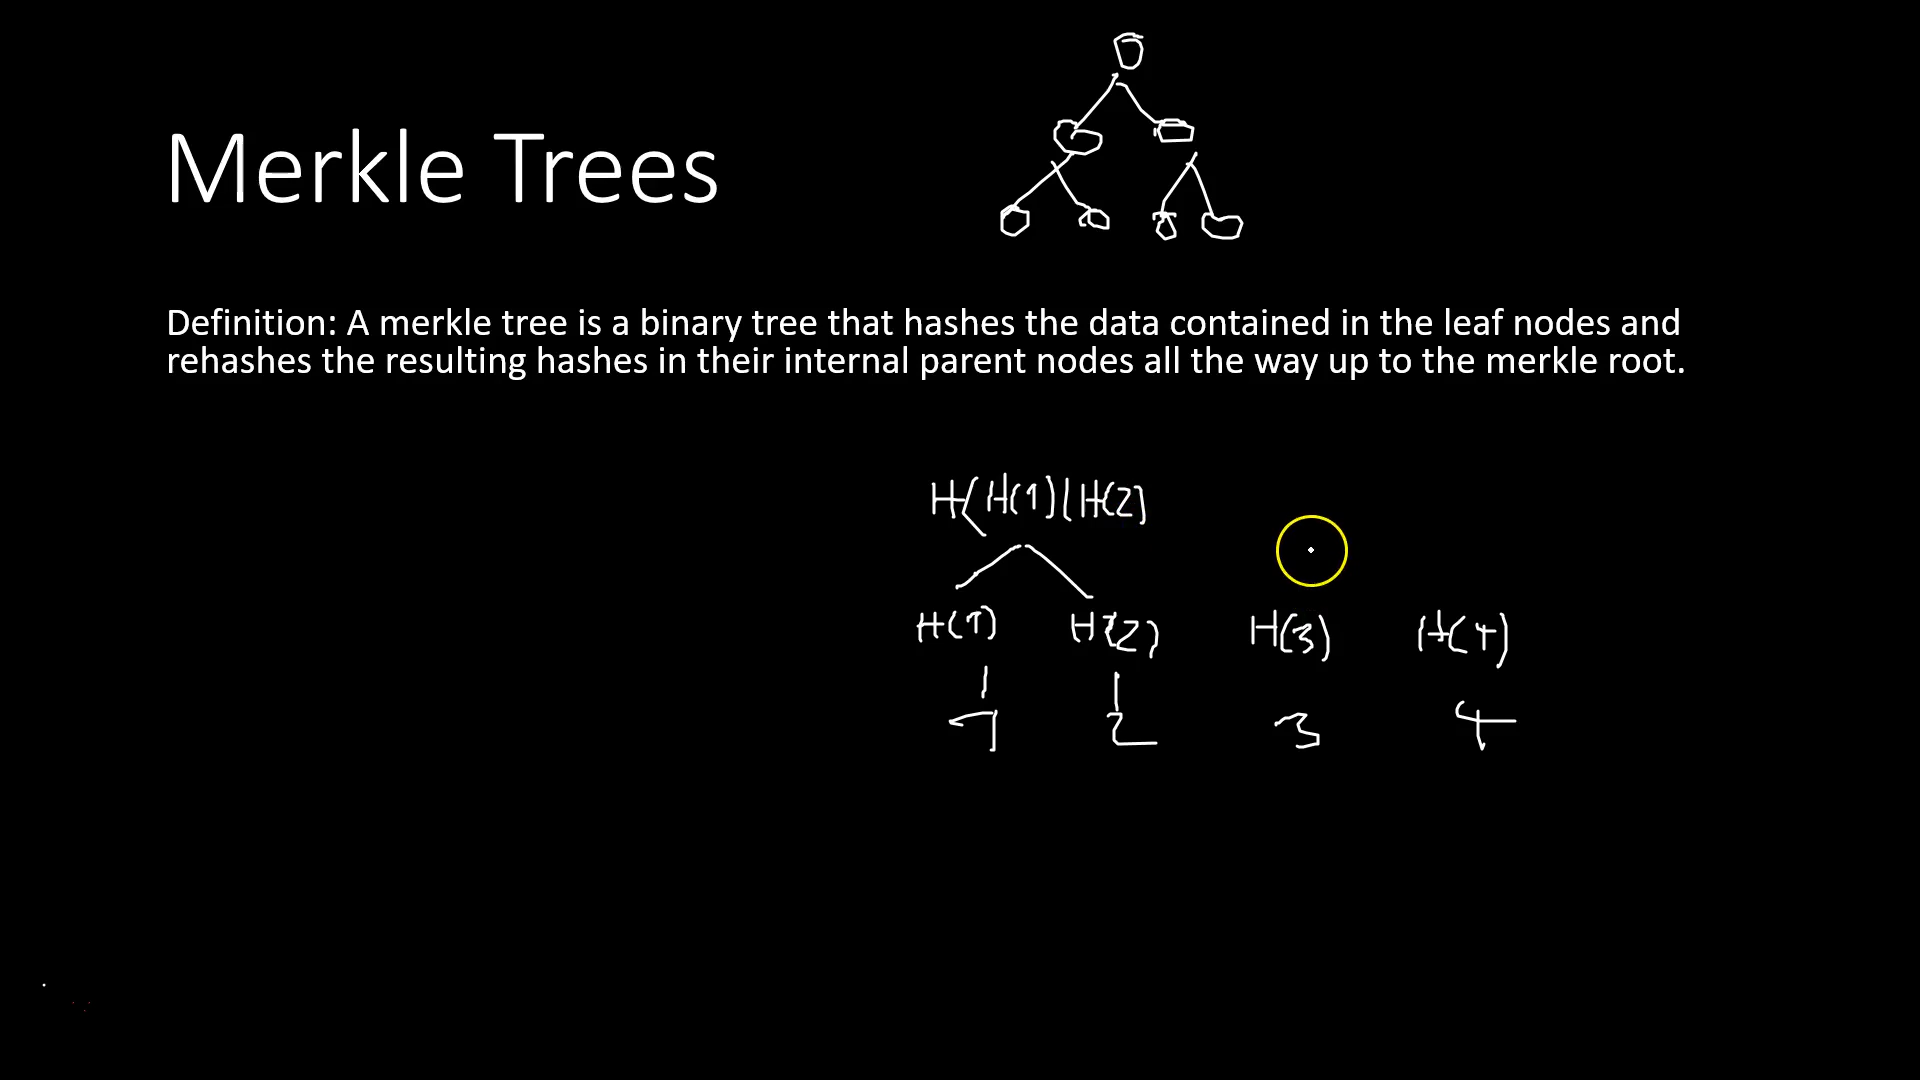 Merkle Trees
Definition: A merkle tree is a binary tree that hashes the data contained in the leaf nodes and
rehashes the resulting hashes in their internal parent nodes all the way up to the merkle root.
H(H(1)|H(2)
H(1) H(2) H(3) H(4)
1 2 3 4